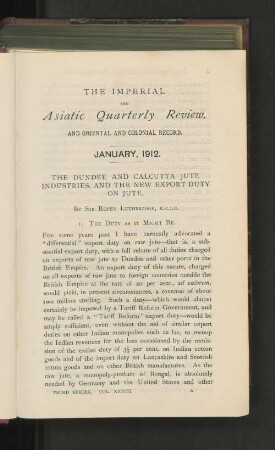 THE IMPERIAL
AND
Asiatic Quarterly Review,
AND ORIENTAL AND COLONIAL RECORD.
JANUARY, 1912.
THE DUNDEE AND CALCUTTA JUTE
INDUSTRIES, AND THE NEW EXPORT DUTY
ON JUTE.
BY SIR ROPER LETHBRIDGE, K.C.I.E.
1. THE DUTY AS IT MIGHT BE.
FOR some years past I have earnestly advocated a
"differential" export duty on raw jute—that is, a sub-
stantial export duty, with a full rebate of all duties charged
on exports of raw jute to Dundee and other ports in the
British Empire. An export duty of this nature, charged
on all exports of raw jute to foreign countries outside the
British Empire at the rate of 20 per cent. ad valorem,
would yield, in present circumstances, a revenue of about
two million sterling. Such a duty—which would almost
certainly be imposed by a Tariff Reform Government, and
may be called a "Tariff Reform" export duty—would be
amply sufficient, even without the aid of similar export
duties on other Indian monopolies such as lac, to recoup
the Indian revenues for the loss occasioned by the remis-
sion of the excise duty of 3½ per cent. on Indian cotton
goods and of the import duty on Lancashire and Scottish
cotton goods and on other British manufactures. As the
raw jute, a monopoly-product of Bengal, is absolutely
needed by Germany and the United States and other
THIRD SERIES. VOL. XXXIII. A